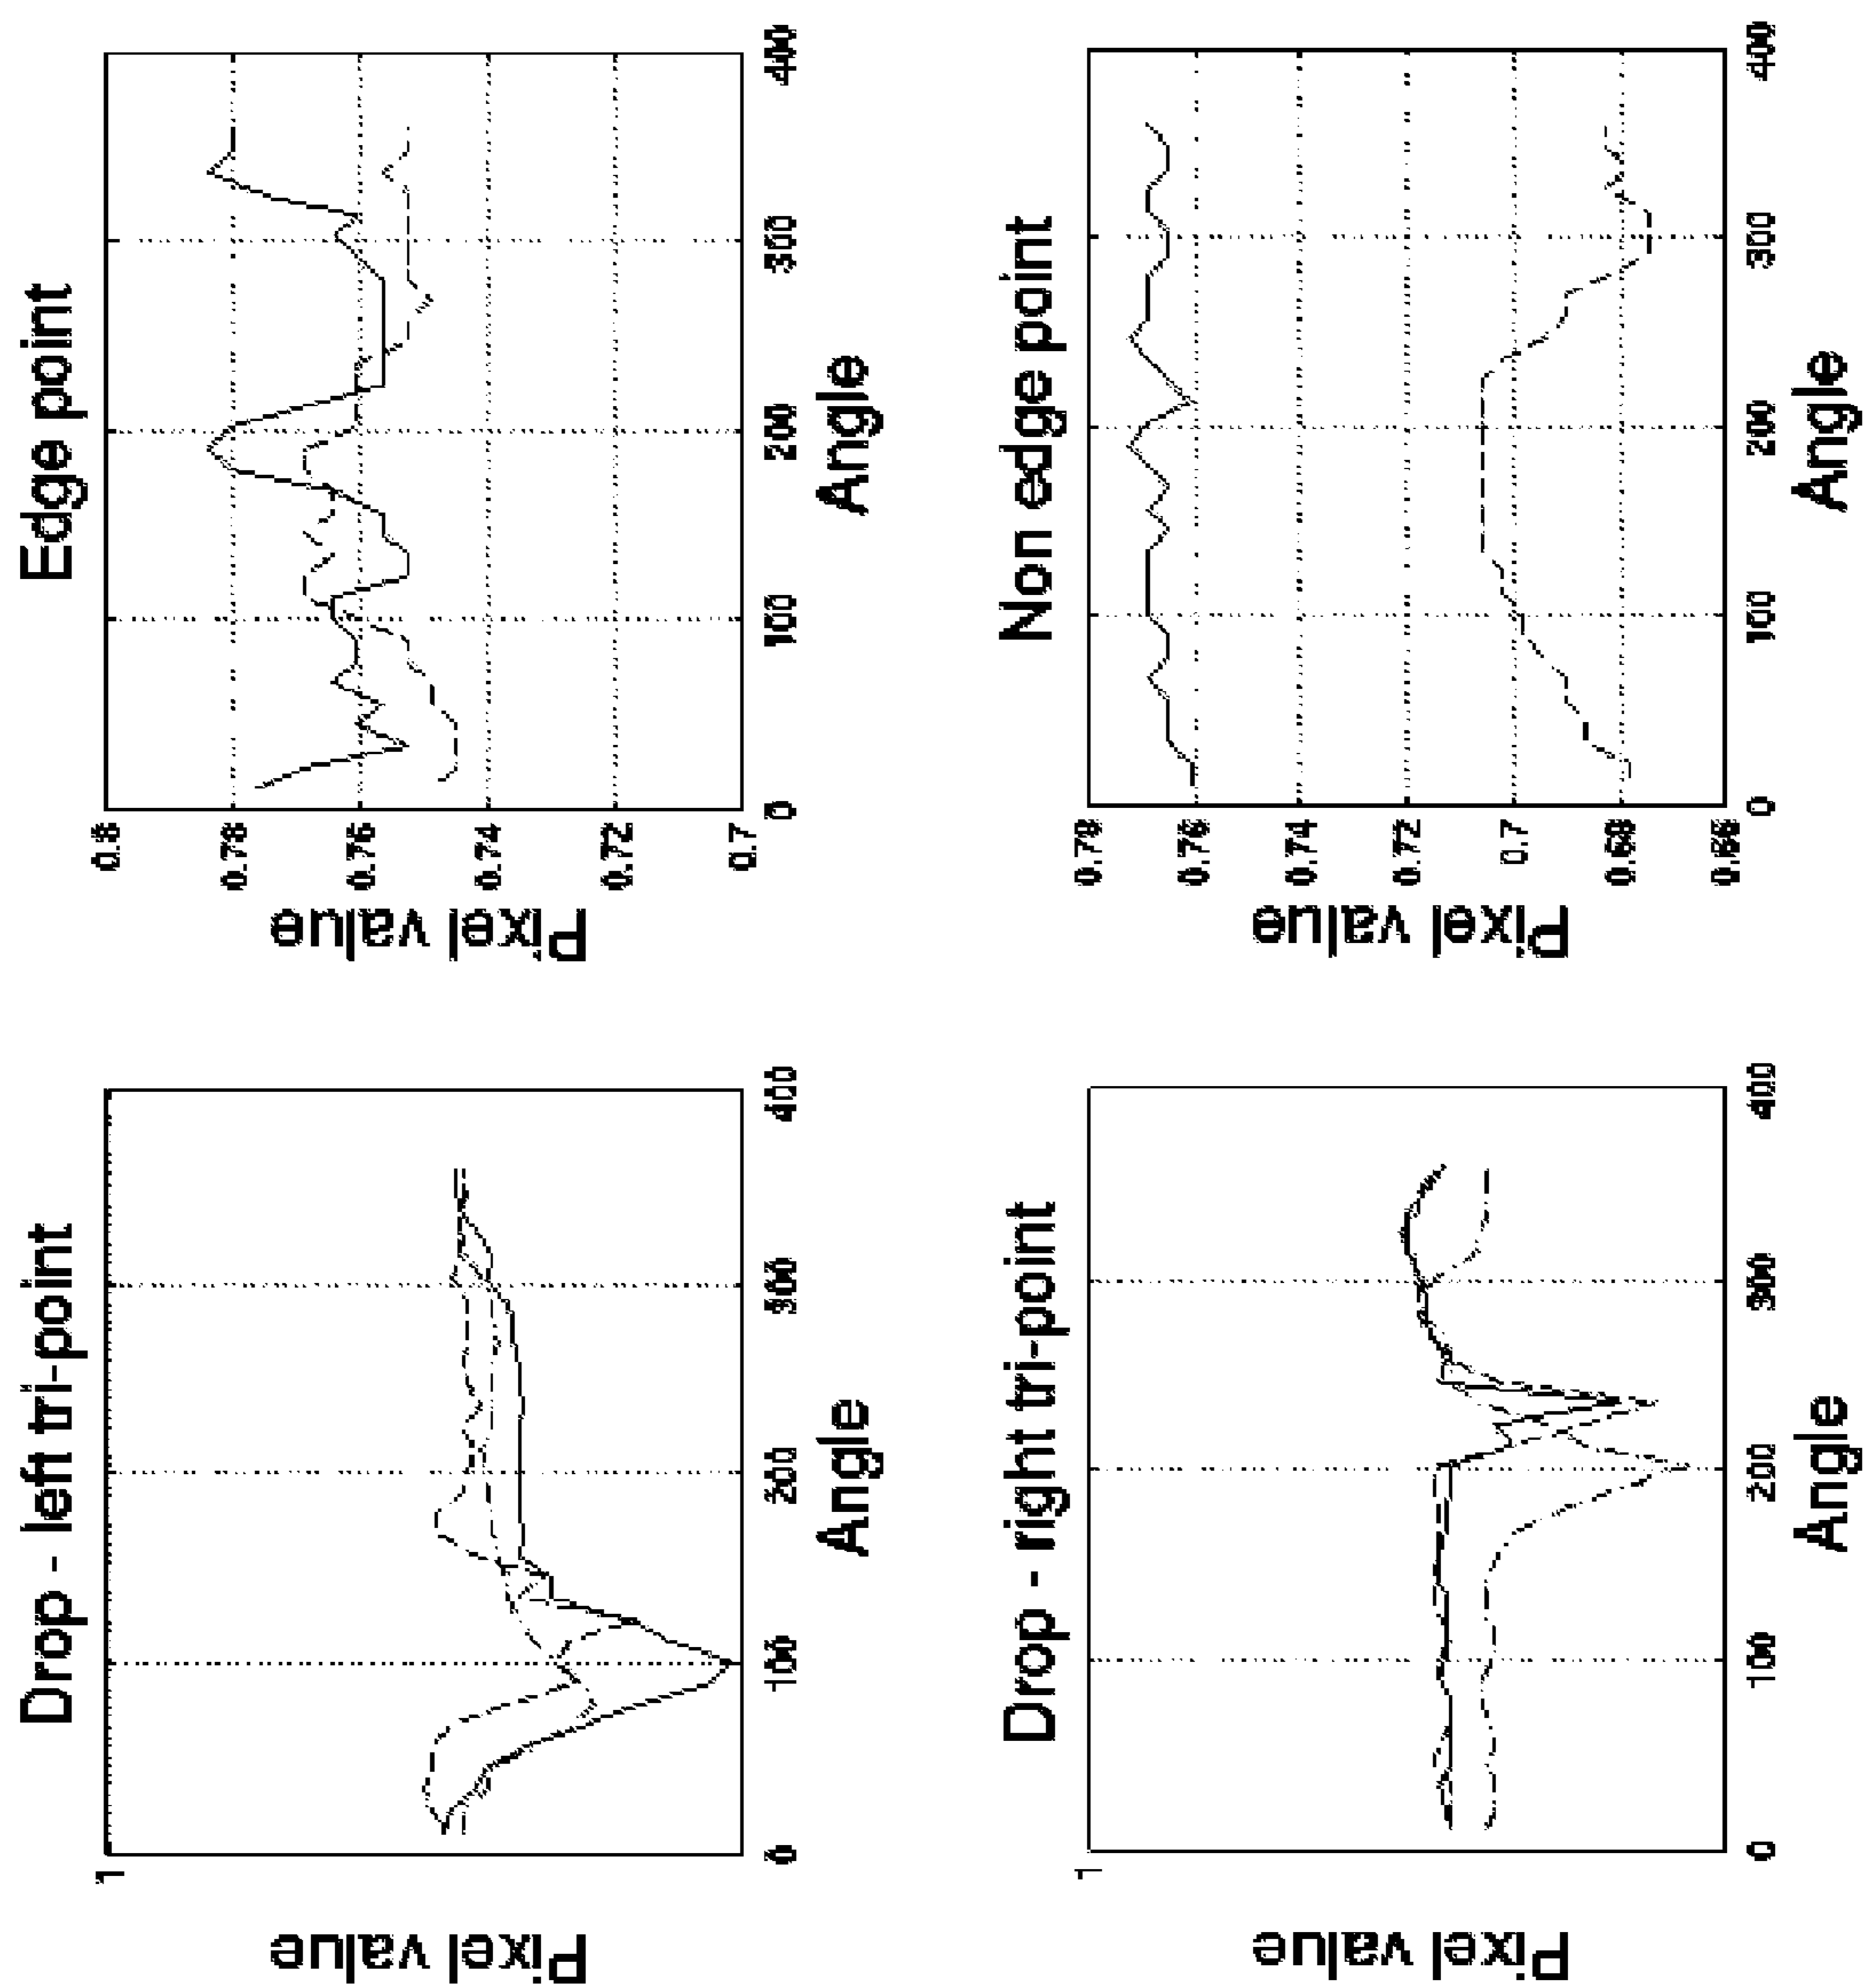 Drop - left tri-point
1
Pixel value
0 100 200 300 400
Angle
Edge point
0.8
0.78
0.76
0.74
0.72
0.7
Pixel value
0 100 200 300 400
Angle
Drop - right tri-point
1
Pixel value
0 100 200 300 400
Angle
Non edge point
0.78
0.76
0.74
0.72
0.7
0.68
0.66
Pixel value
0 100 200 300 400
Angle